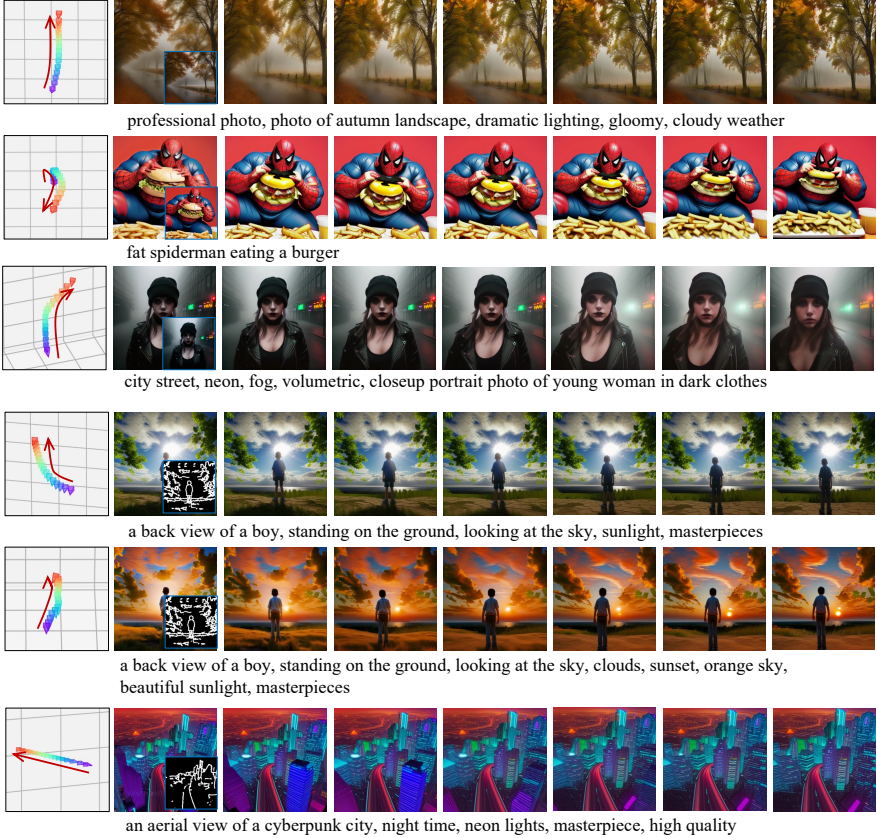 professional photo, photo of autumn landscape, dramatic lighting, gloomy, cloudy weather
fat spiderman eating a burger
city street, neon, fog, volumetric, closeup portrait photo of young woman in dark clothes
a back view of a boy, standing on the ground, looking at the sky, sunlight, masterpieces
a back view of a boy, standing on the ground, looking at the sky, clouds, sunset, orange sky,
beautiful sunlight, masterpieces
an aerial view of a cyberpunk city, night time, neon lights, masterpiece, high quality